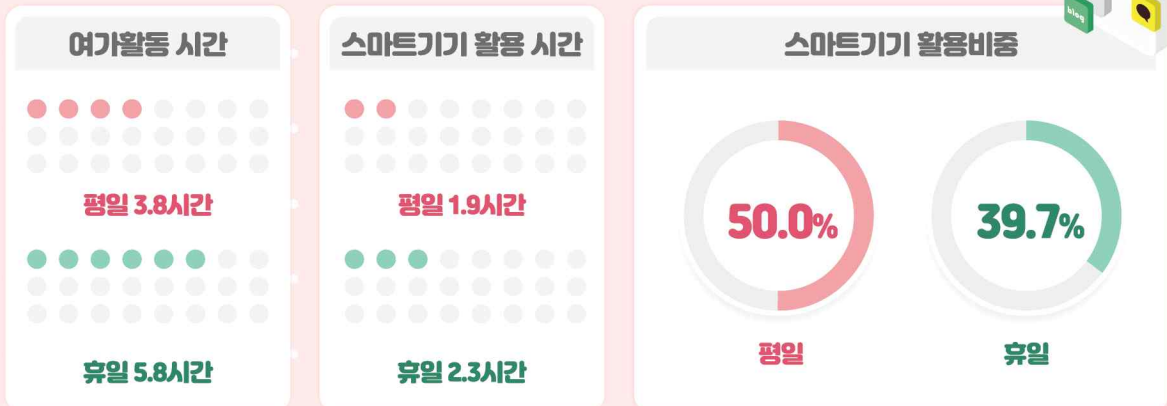 여가활동 시간
평일 3.8시간
휴일 5.8시간
스마트기기 활용 시간
평일 1.9시간
휴일 2.3시간
스마트기기 활용비중
blog
50.0%
평일
39.7%
휴일